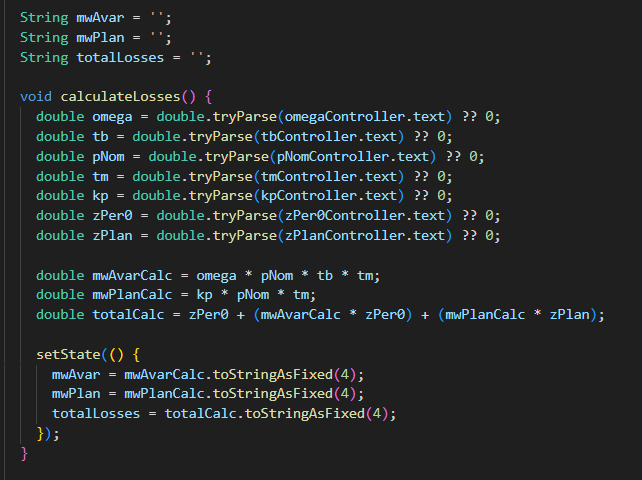 String mwAvar = '';
String mwPlan = '';
String totalLosses = '';

void calculateLosses() {
  double omega = double.tryParse(omegaController.text) ?? 0;
  double tb = double.tryParse(tbController.text) ?? 0;
  double pNom = double.tryParse(pNomController.text) ?? 0;
  double tm = double.tryParse(tmController.text) ?? 0;
  double kp = double.tryParse(kpController.text) ?? 0;
  double zPer0 = double.tryParse(zPer0Controller.text) ?? 0;
  double zPlan = double.tryParse(zPlanController.text) ?? 0;

  double mwAvarCalc = omega * pNom * tb * tm;
  double mwPlanCalc = kp * pNom * tm;
  double totalCalc = zPer0 + (mwAvarCalc * zPer0) + (mwPlanCalc * zPlan);

  setState(() {
    mwAvar = mwAvarCalc.toStringAsFixed(4);
    mwPlan = mwPlanCalc.toStringAsFixed(4);
    totalLosses = totalCalc.toStringAsFixed(4);
  });
}